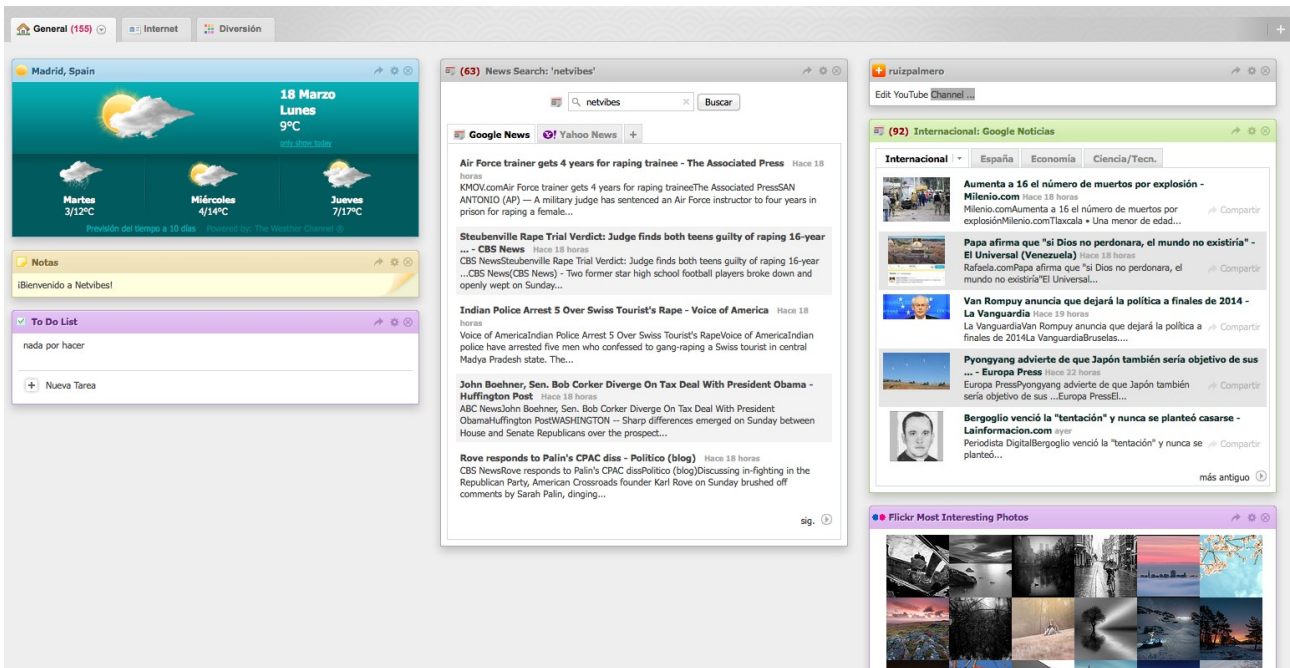 General (155)
Internet
Diversión
+
Madrid, Spain
18 Marzo
Lunes
9ºC
only show today
Martes
3/12ºC
Miércoles
4/14ºC
Jueves
7/17ºC
Previsión del tiempo a 10 días Powered by: The Weather Channel ®
Notas
¡Bienvenido a Netvibes!
To Do List
nada por hacer
+ Nueva Tarea
(63) News Search: 'netvibes'
netvibes
Buscar
Google News
Yahoo News
+
Air Force trainer gets 4 years for raping trainee - The Associated Press Hace 18
horas
KMOV.comAir Force trainer gets 4 years for raping traineeThe Associated PressSAN
ANTONIO (AP) — A military judge has sentenced an Air Force instructor to four years in
prison for raping a female...
Steubenville Rape Trial Verdict: Judge finds both teens guilty of raping 16-year
... - CBS News Hace 18 horas
CBS NewsSteubenville Rape Trial Verdict: Judge finds both teens guilty of raping 16-year
...CBS News(CBS News) - Two former star high school football players broke down and
openly wept on Sunday...
Indian Police Arrest 5 Over Swiss Tourist's Rape - Voice of America Hace 18
horas
Voice of AmericaIndian Police Arrest 5 Over Swiss Tourist's RapeVoice of AmericaIndian
police have arrested five men who confessed to gang-raping a Swiss tourist in central
Madya Pradesh state. The...
John Boehner, Sen. Bob Corker Diverge On Tax Deal With President Obama -
Huffington Post Hace 18 horas
ABC NewsJohn Boehner, Sen. Bob Corker Diverge On Tax Deal With President
ObamaHuffington PostWASHINGTON -- Sharp differences emerged on Sunday between
House and Senate Republicans over the prospect...
Rove responds to Palin's CPAC diss - Politico (blog) Hace 18 horas
CBS NewsRove responds to Palin's CPAC dissPolitico (blog)Discussing in-fighting in the
Republican Party, American Crossroads founder Karl Rove on Sunday brushed off
comments by Sarah Palin, dinging...
sig.
ruizpalmero
Edit YouTube Channel ...
(92) Internacional: Google Noticias
Internacional
España
Economía
Ciencia/Tecn.
Aumenta a 16 el número de muertos por explosión -
Milenio.com Hace 18 horas
Milenio.comAumenta a 16 el número de muertos por
explosiónMilenio.comTlaxcala • Una menor de edad...
Compartir
Papa afirma que "si Dios no perdonara, el mundo no existiría" -
El Universal (Venezuela) Hace 18 horas
Rafaela.comPapa afirma que "si Dios no perdonara, el
mundo no existiría"El Universal...
Compartir
Van Rompuy anuncia que dejará la política a finales de 2014 -
La Vanguardia Hace 19 horas
La VanguardiaVan Rompuy anuncia que dejará la política a
finales de 2014La VanguardiaBruselas....
Compartir
Pyongyang advierte de que Japón también sería objetivo de sus
... - Europa Press Hace 22 horas
Europa PressPyongyang advierte de que Japón también
sería objetivo de sus ...Europa PressEl...
Compartir
Bergoglio venció la "tentación" y nunca se planteó casarse -
Lainformacion.com ayer
Periodista DigitalBergoglio venció la "tentación" y nunca se
planteó...
Compartir
más antiguo
Flickr Most Interesting Photos